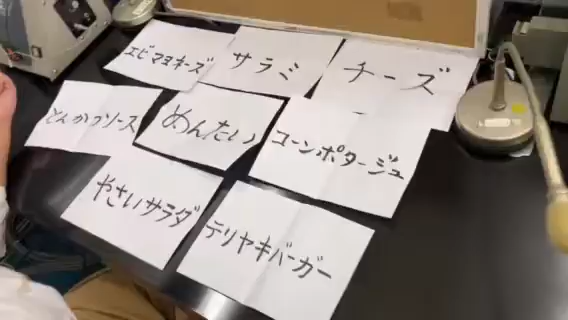 エビマヨネーズ
サラミ
チーズ
とんかつソース
めんたい
コーンポタージュ
やさいサラダ
テリヤキバーガー